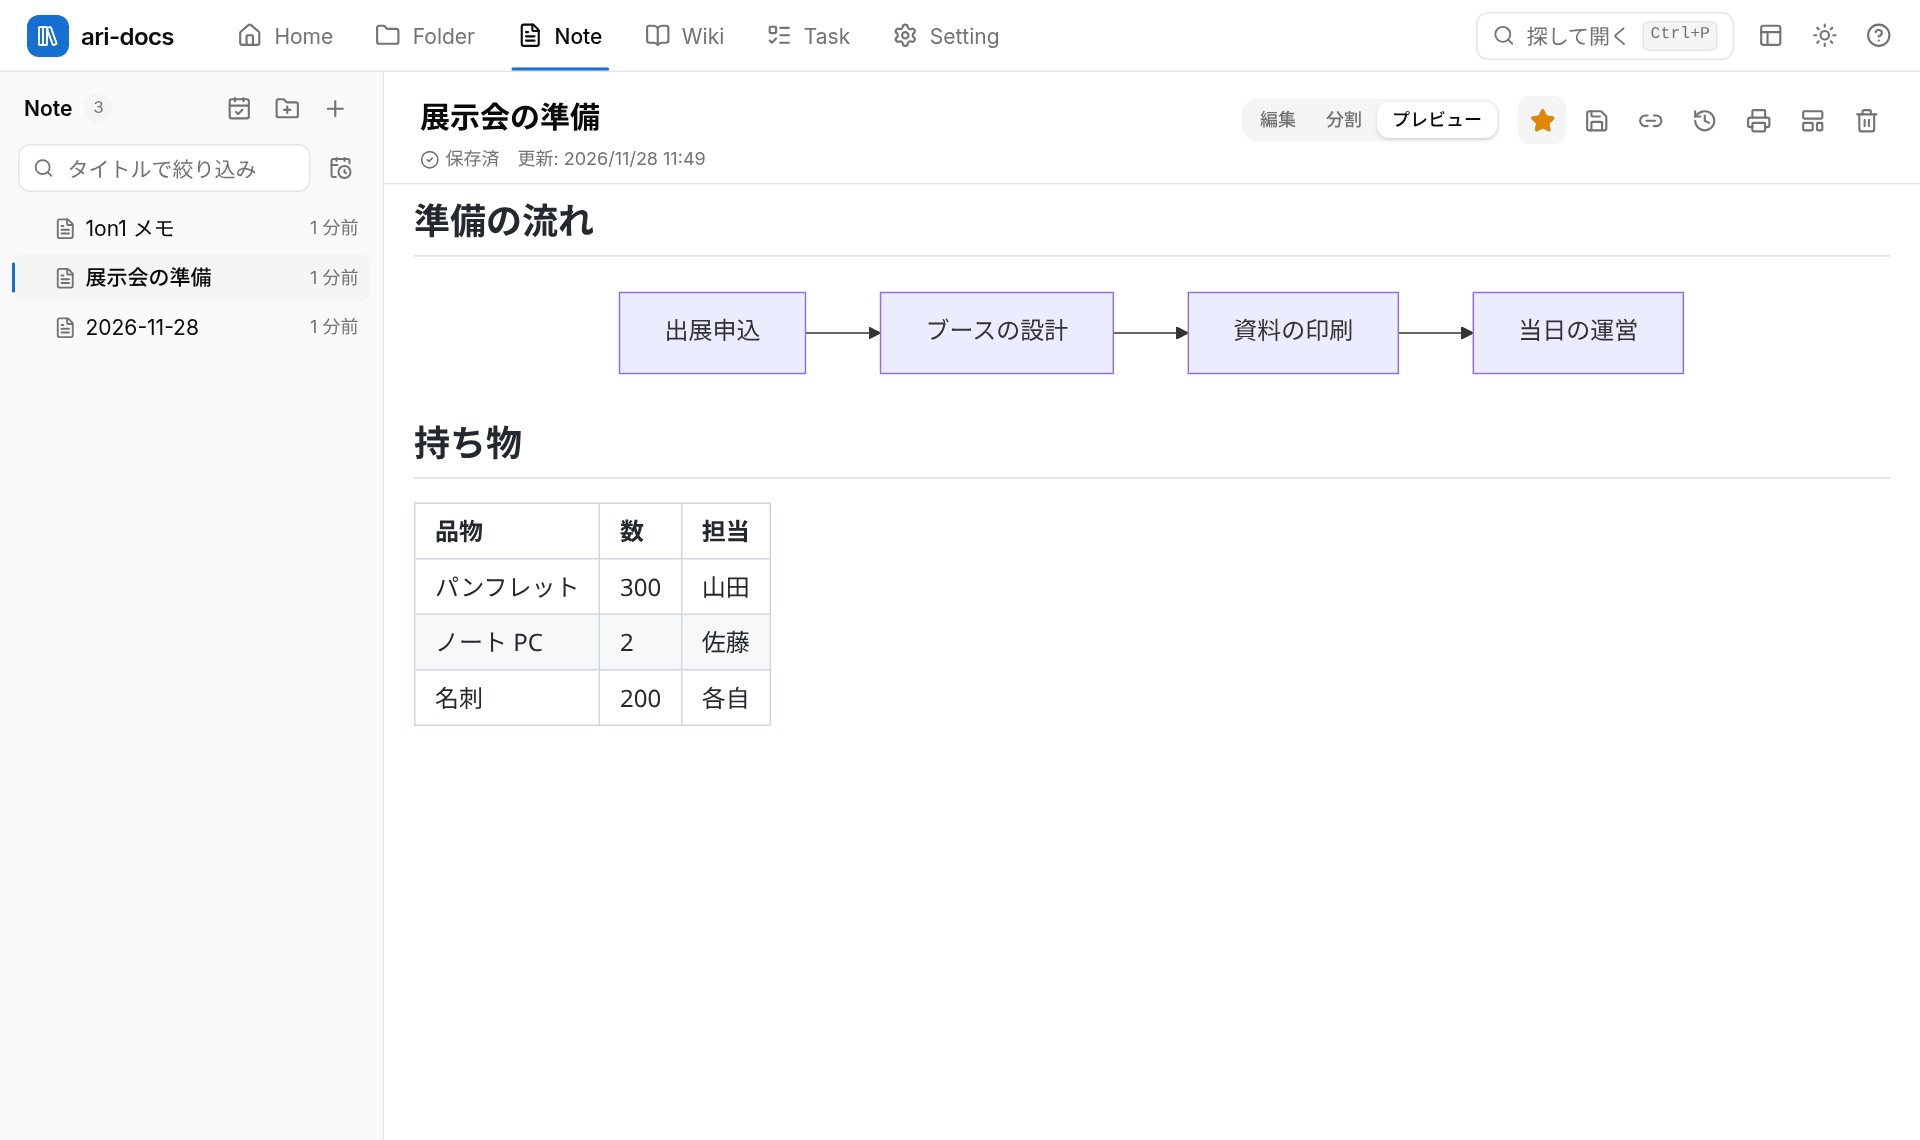 ari-docs Home Folder Note Wiki Task Setting 探して開く Ctrl+P
Note 3
タイトルで絞り込み
1on1 メモ 1 分前
展示会の準備 1 分前
2026-11-28 1 分前
展示会の準備
保存済 更新: 2026/11/28 11:49
編集 分割 プレビュー
準備の流れ
出展申込 ブースの設計 資料の印刷 当日の運営
持ち物
品物 数 担当
パンフレット 300 山田
ノート PC 2 佐藤
名刺 200 各自